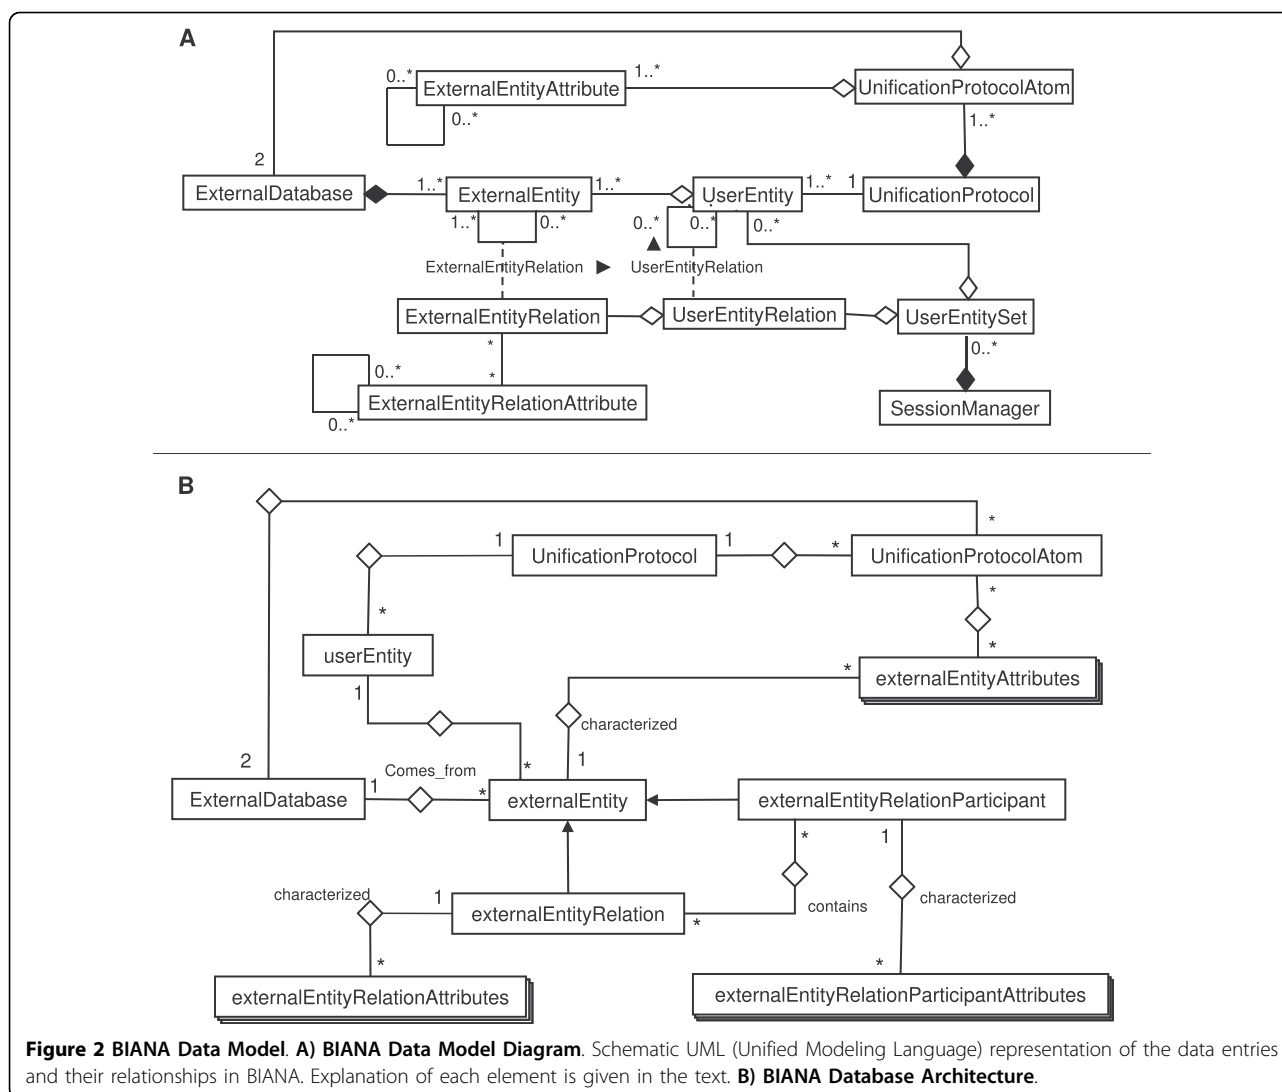 A
0..*
ExternalEntityAttribute
1..*
UnificationProtocolAtom
0..*
1..*
2
ExternalDatabase
1..*
ExternalEntity
1..*
UserEntity
1..*
1
UnificationProtocol
1..*
0..*
0..*
0..*
0..*
ExternalEntityRelation
UserEntityRelation
ExternalEntityRelation
UserEntityRelation
UserEntitySet
*
0..*
0..*
*
ExternalEntityRelationAttribute
SessionManager
0..*
B
*
1
UnificationProtocol
1
*
UnificationProtocolAtom
*
*
userEntity
*
*
externalEntityAttributes
1
characterized
2
Comes_from
*
1
ExternalDatabase
1
*
externalEntity
externalEntityRelationParticipant
*
1
characterized
1
externalEntityRelation
*
contains
characterized
*
*
externalEntityRelationAttributes
externalEntityRelationParticipantAttributes
Figure 2 BIANA Data Model. A) BIANA Data Model Diagram. Schematic UML (Unified Modeling Language) representation of the data entries
and their relationships in BIANA. Explanation of each element is given in the text. B) BIANA Database Architecture.